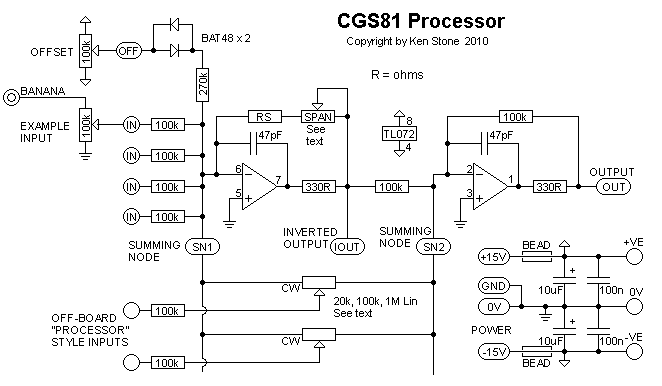 CGS81 Processor
Copyright by Ken Stone 2010
R = ohms
OFFSET
100k
OFF
BAT48 x 2
270k
BANANA
EXAMPLE
INPUT
100k
IN
100k
IN
100k
IN
100k
IN
100k
RS
SPAN
See
text
47pF
6
5
7
330R
8
TL072
4
100k
100k
47pF
2
3
1
330R
OUTPUT
OUT
SUMMING
NODE
SN1
INVERTED
OUTPUT
IOUT
SUMMING
NODE
SN2
CW
20k, 100k, 1M Lin
See text
CW
OFF-BOARD
"PROCESSOR"
STYLE INPUTS
100k
100k
+15V
BEAD
+VE
GND
0V
+
10uF
100n
0V
POWER
-15V
BEAD
+
10uF
100n
-VE